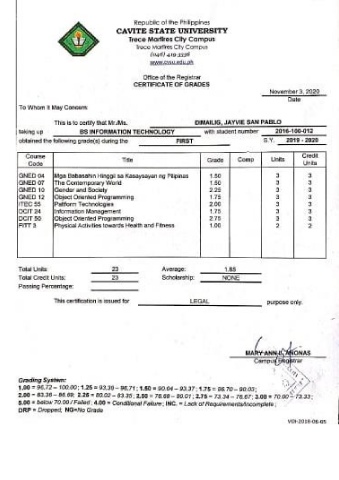 Republic of the Philippines
CAVITE STATE UNIVERSITY
Trece Martires City Campus
Trece Martires City Campus
www.cvsu.edu.ph
Office of the Registrar
CERTIFICATE OF GRADES
November 3, 2020
Date
To Whom It May Concern:
This is to certify that Mr./Ms. DIMAILIG, JAYVIE SAN PABLO
taking up BS INFORMATION TECHNOLOGY with student number 2016-106-012
obtained the following grade(s) during the FIRST S.Y. 2019 - 2020
Course Code Title Grade Comp Units Credit Units
GNED 04 Mga Babasahin Hinggil sa Kasaysayan ng Pilipinas 1.50 3 3
GNED 07 The Contemporary World 1.50 3 3
GNED 10 Gender and Society 2.25 3 3
GNED 12 Object Oriented Programming 1.75 3 3
ITEC 55 Platform Technologies 2.00 3 3
DCIT 24 Information Management 1.75 3 3
DCIT 50 Object Oriented Programming 2.75 3 3
FITT 3 Physical Activities towards Health and Fitness 1.00 2 2
Total Units: 23 Average: 1.85
Total Credit Units: 23 Scholarship: NONE
Passing Percentage:
This certification is issued for LEGAL purpose only.
Campus Registrar
Grading System:
1.00 = 96.72 – 100.00; 1.25 = 93.39 – 96.71; 1.50 = 90.04 – 93.37; 1.75 = 86.70 – 90.03;
2.00 = 83.36 – 86.69; 2.25 = 80.02 – 83.35; 2.50 = 76.68 – 80.01; 2.75 = 73.34 – 76.67; 3.00 = 70.00 – 73.33;
5.00 = below 70.00 / Failed; 4.00 = Conditional Failure; INC. = Lack of Requirements/Incomplete;
DRP = Dropped, NG=No Grade